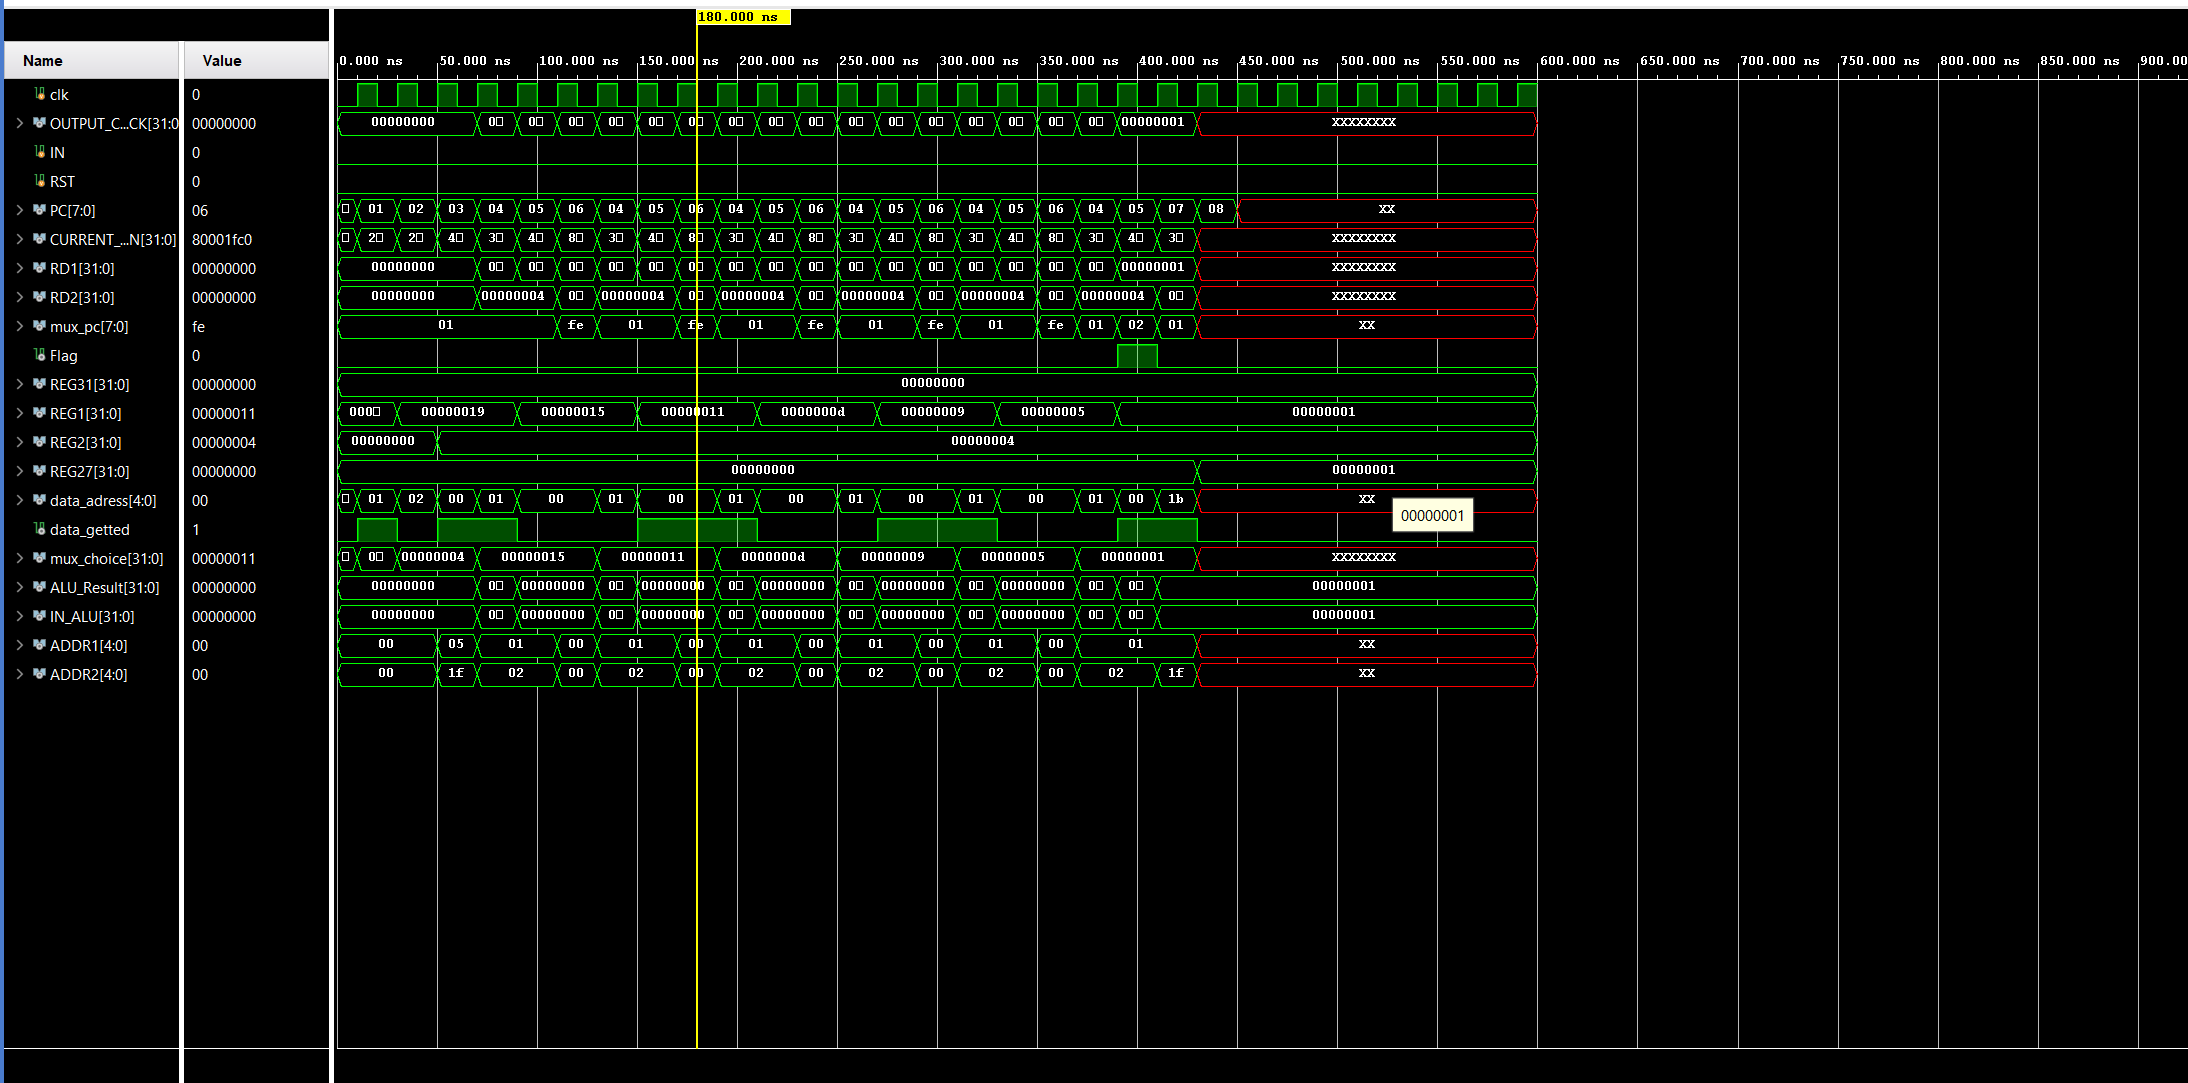 180.000 ns
Name Value 0.000 ns 50.000 ns 100.000 ns 150.000 ns 200.000 ns 250.000 ns 300.000 ns 350.000 ns 400.000 ns 450.000 ns 500.000 ns 550.000 ns 600.000 ns 650.000 ns 700.000 ns 750.000 ns 800.000 ns 850.000 ns 900.0
clk 0
OUTPUT_C...CK[31:0 00000000 00000000 0 0 0 0 0 0 0 0 0 0 0 0 0 0 0 0 00000001 XXXXXXXX
IN 0
RST 0
PC[7:0] 06 01 02 03 04 05 06 04 05 06 04 05 06 04 05 06 04 05 06 04 05 07 08 XX
CURRENT_...N[31:0] 80001fc0 2 2 4 3 4 8 3 4 8 3 4 8 3 4 8 3 4 8 3 4 3 XXXXXXXX
RD1[31:0] 00000000 00000000 0 0 0 0 0 0 0 0 0 0 0 0 0 0 0 0 00000001 XXXXXXXX
RD2[31:0] 00000000 00000000 00000004 0 00000004 0 00000004 0 00000004 0 00000004 0 00000004 0 XXXXXXXX
mux_pc[7:0] fe 01 fe 01 fe 01 fe 01 fe 01 fe 01 02 01 XX
Flag 0
REG31[31:0] 00000000 00000000
REG1[31:0] 00000011 000 00000019 00000015 00000011 0000000d 00000009 00000005 00000001
REG2[31:0] 00000004 00000000 00000004
REG27[31:0] 00000000 00000000 00000001
data_adress[4:0] 00 01 02 00 01 00 01 00 01 00 01 00 01 00 01 00 1b XX
00000001
data_getted 1
mux_choice[31:0] 00000011 0 00000004 00000015 00000011 0000000d 00000009 00000005 00000001 XXXXXXXX
ALU_Result[31:0] 00000000 00000000 0 00000000 0 00000000 0 00000000 0 00000000 0 00000000 0 0 00000001
IN_ALU[31:0] 00000000 00000000 0 00000000 0 00000000 0 00000000 0 00000000 0 00000000 0 0 00000001
ADDR1[4:0] 00 00 05 01 00 01 00 01 00 01 00 01 00 01 XX
ADDR2[4:0] 00 00 1f 02 00 02 00 02 00 02 00 02 00 02 1f XX